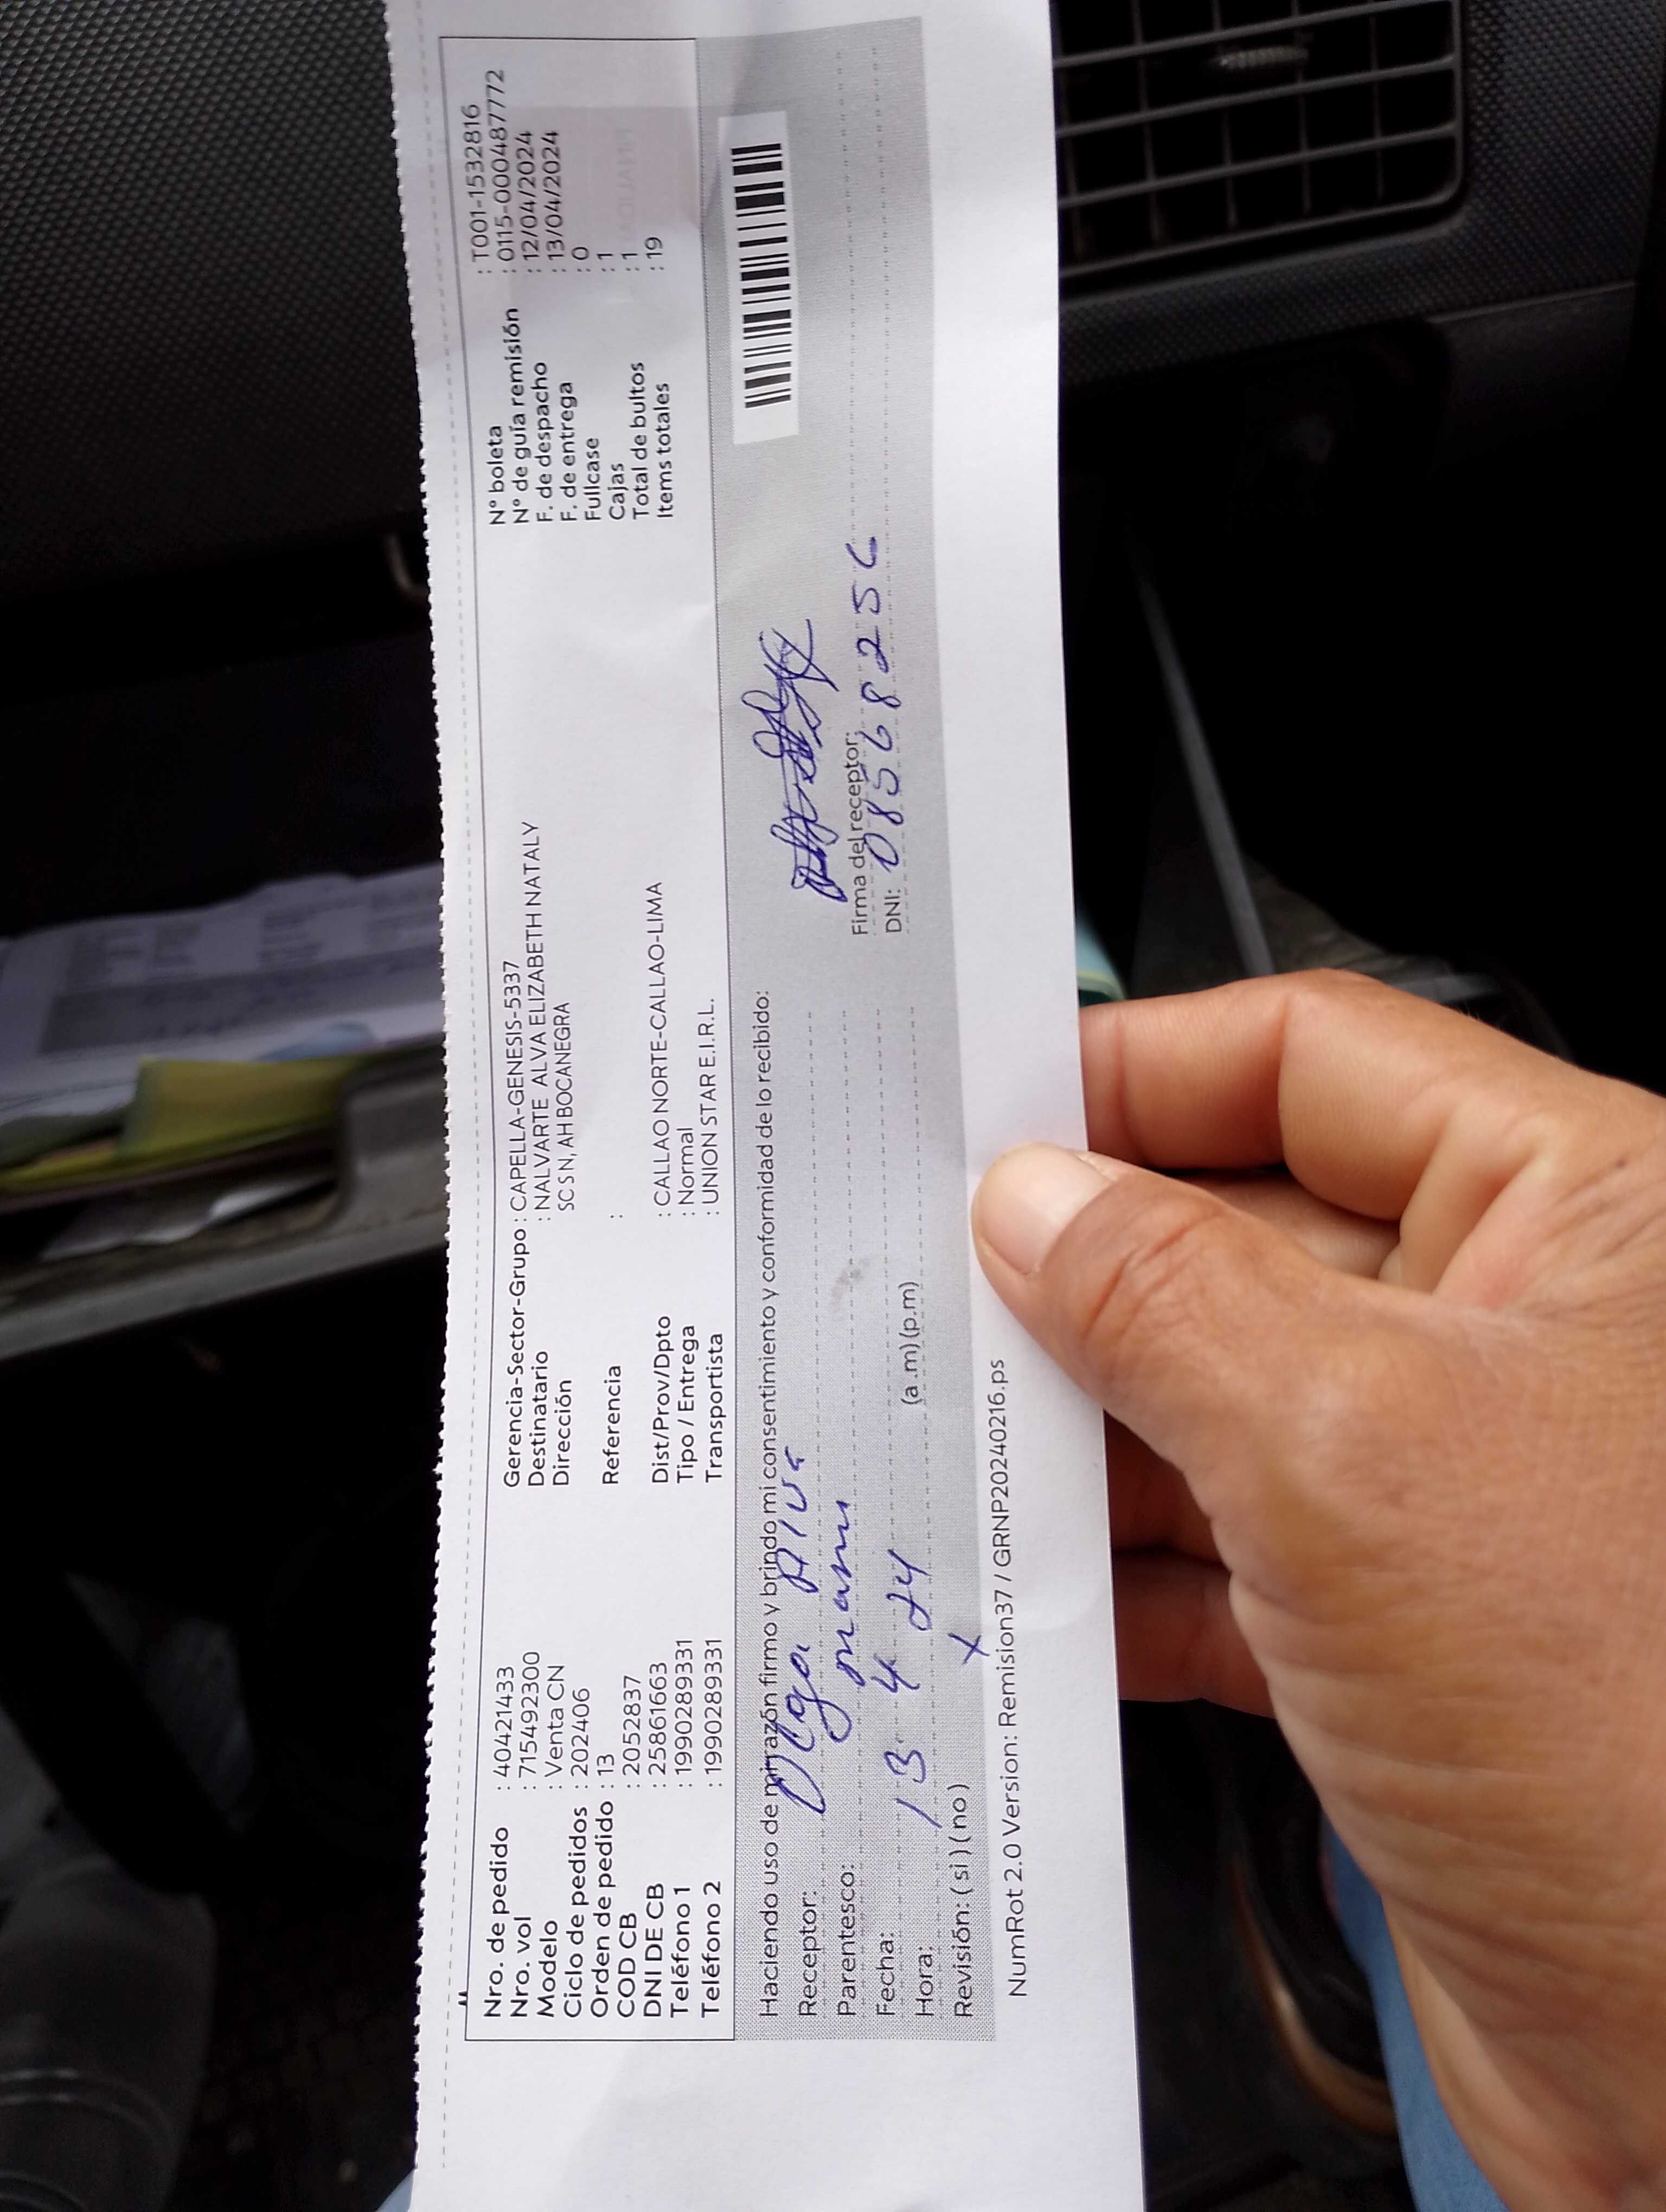 Nro. de pedido : 40421433
Nro. vol : 715492300
Modelo : Venta CN
Ciclo de pedidos : 202406
Orden de pedido : 13
COD CB : 2052837
DNI DE CB : 25861663
Teléfono 1 : 1990289331
Teléfono 2 : 1990289331
Gerencia-Sector-Grupo : CAPELLA-GENESIS-5337
Destinatario : NALVARTE ALVA ELIZABETH NATALY
Dirección SC SN, AH BOCANEGRA
Referencia :
Dist/Prov/Dpto : CALLAO NORTE-CALLAO-LIMA
Tipo / Entrega : Normal
Transportista : UNION STAR E.I.R.L.
N° boleta : T001-1532816
N° de guía remisión : 0115-0000487772
F. de despacho : 12/04/2024
F. de entrega : 13/04/2024
Fullcase : 0
Cajas : 1
Total de bultos : 1
Items totales : 19
Haciendo uso de mi razón firmo y brindo mi consentimiento y conformidad de lo recibido:
Receptor: Olga Alva
Parentesco: mami
Fecha: 13 4 24
Hora: (a.m)(p.m)
Revisión: ( si ) ( no ) X
Firma del receptor:
DNI: 08568256
NumRot 2.0 Version: Remision37 / GRNP20240216.ps